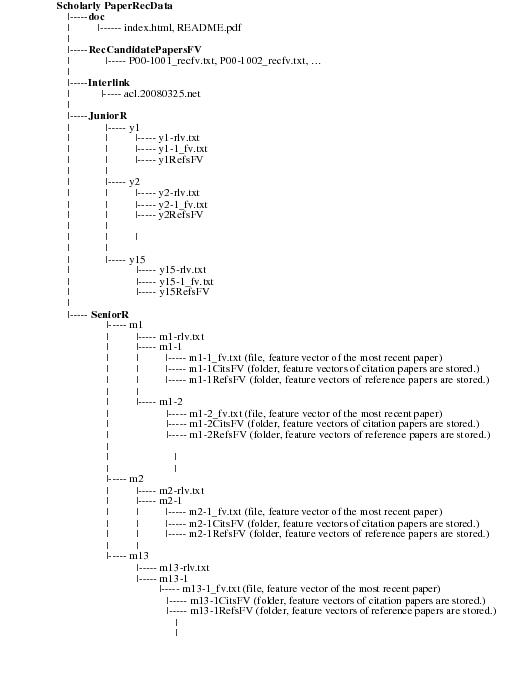 Scholarly PaperRecData
|-----doc
| |------ index.html, README.pdf
|
|-----RecCandidatePapersFV
| |----- P00-1001_recfv.txt, P00-1002_recfv.txt, ...
|
|-----Interlink
| |----- acl.20080325.net
|
|-----JuniorR
| |----- y1
| | |----- y1-rlv.txt
| | |----- y1-1_fv.txt
| | |----- y1RefsFV
| |
| |----- y2
| | |----- y2-rlv.txt
| | |----- y2-1_fv.txt
| | |----- y2RefsFV
| |
| | |
| |
| |----- y15
| |----- y15-rlv.txt
| |----- y15-1_fv.txt
| |----- y15RefsFV
|
|----- SeniorR
|----- m1
| |----- m1-rlv.txt
| |----- m1-1
| | |----- m1-1_fv.txt (file, feature vector of the most recent paper)
| | |----- m1-1CitsFV (folder, feature vectors of citation papers are stored.)
| | |----- m1-1RefsFV (folder, feature vectors of reference papers are stored.)
| |
| |----- m1-2
| |----- m1-2_fv.txt (file, feature vector of the most recent paper)
| |----- m1-2CitsFV (folder, feature vectors of citation papers are stored.)
| |----- m1-2RefsFV (folder, feature vectors of reference papers are stored.)
|
| |
| |
|----- m2
| |----- m2-rlv.txt
| |----- m2-1
| | |----- m2-1_fv.txt (file, feature vector of the most recent paper)
| | |----- m2-1CitsFV (folder, feature vectors of citation papers are stored.)
| | |----- m2-1RefsFV (folder, feature vectors of reference papers are stored.)
| |
|----- m13
|----- m13-rlv.txt
|----- m13-1
|----- m13-1_fv.txt (file, feature vector of the most recent paper)
|----- m13-1CitsFV (folder, feature vectors of citation papers are stored.)
|----- m13-1RefsFV (folder, feature vectors of reference papers are stored.)
|
|